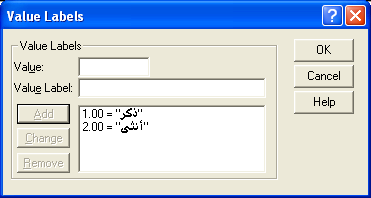 Value Labels
Value Labels
Value:
Value Label:
Add
Change
Remove
1.00 = "ذكر"
2.00 = "أنثى"
OK
Cancel
Help